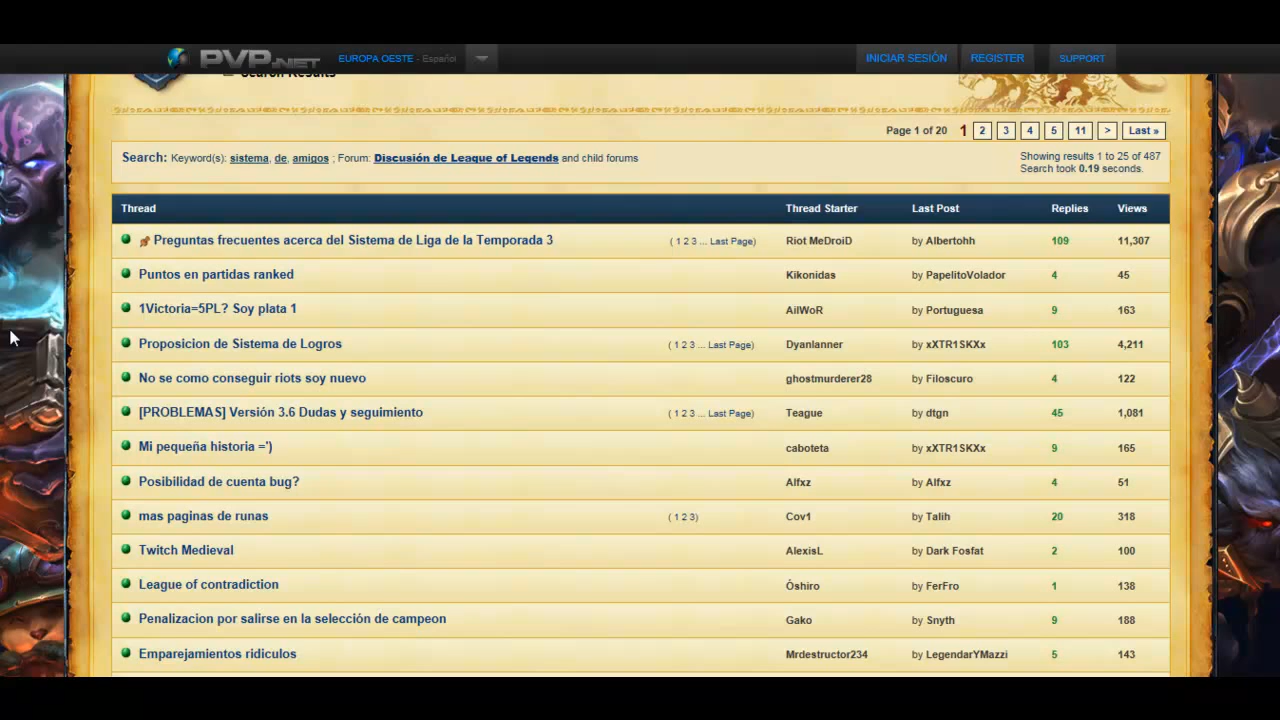 PVP.NET EUROPA OESTE - Español INICIAR SESIÓN REGISTER SUPPORT
Search Results
Page 1 of 20 1 2 3 4 5 11 > Last »
Search: Keyword(s): sistema, de, amigos ; Forum: Discusión de League of Legends and child forums
Showing results 1 to 25 of 487
Search took 0.19 seconds.
Thread Thread Starter Last Post Replies Views
Preguntas frecuentes acerca del Sistema de Liga de la Temporada 3 ( 1 2 3 ... Last Page) Riot MeDroiD by Albertohh 109 11,307
Puntos en partidas ranked Kikonidas by PapelitoVolador 4 45
1Victoria=5PL? Soy plata 1 AilWoR by Portuguesa 9 163
Proposicion de Sistema de Logros ( 1 2 3 ... Last Page) Dyanlanner by xXTR1SKXx 103 4,211
No se como conseguir riots soy nuevo ghostmurderer28 by Filoscuro 4 122
[PROBLEMAS] Versión 3.6 Dudas y seguimiento ( 1 2 3 ... Last Page) Teague by dtgn 45 1,081
Mi pequeña historia =') caboteta by xXTR1SKXx 9 165
Posibilidad de cuenta bug? Alfxz by Alfxz 4 51
mas paginas de runas ( 1 2 3) Cov1 by Talih 20 318
Twitch Medieval AlexisL by Dark Fosfat 2 100
League of contradiction Óshiro by FerFro 1 138
Penalizacion por salirse en la selección de campeon Gako by Snyth 9 188
Emparejamientos ridiculos Mrdestructor234 by LegendarYMazzi 5 143